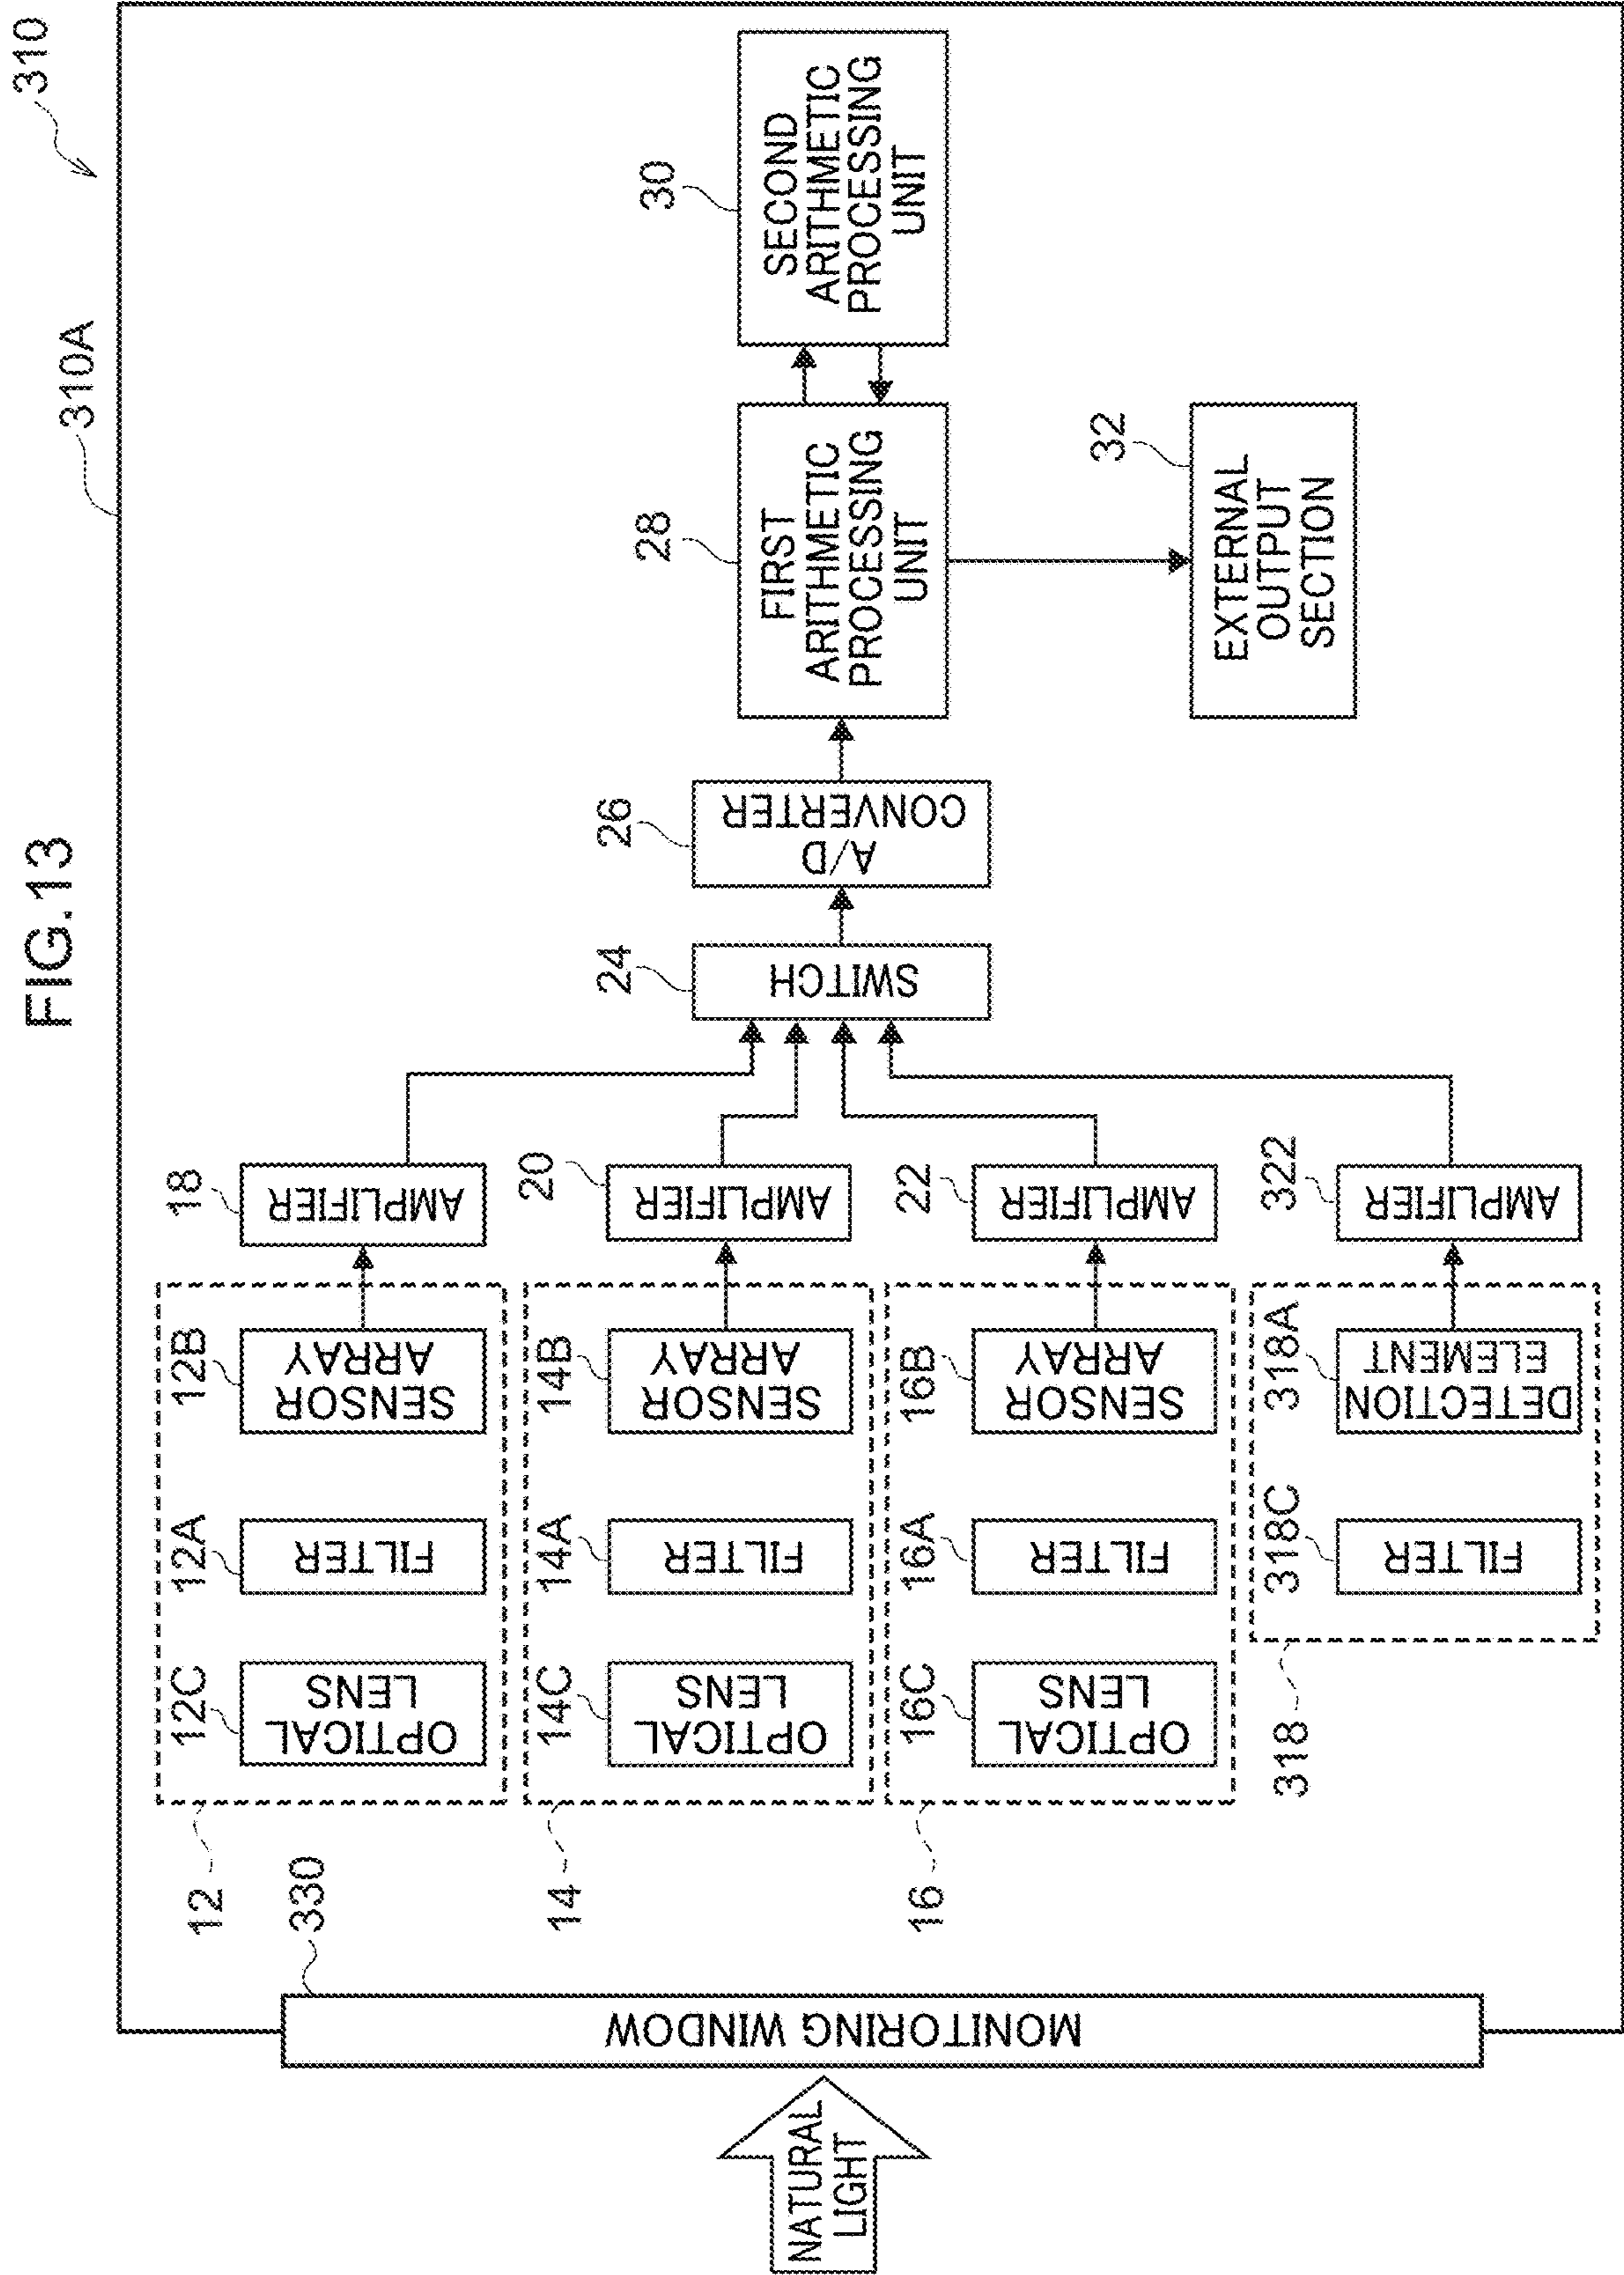 FIG.13
310
310A
NATURAL
LIGHT
MONITORING WINDOW
330
12
12C
OPTICAL
LENS
12A
FILTER
12B
SENSOR
ARRAY
18
AMPLIFIER
14
14C
OPTICAL
LENS
14A
FILTER
14B
SENSOR
ARRAY
20
AMPLIFIER
16
16C
OPTICAL
LENS
16A
FILTER
16B
SENSOR
ARRAY
22
AMPLIFIER
318
318C
FILTER
318A
DETECTION
ELEMENT
322
AMPLIFIER
24
SWITCH
26
A/D
CONVERTER
28
FIRST
ARITHMETIC
PROCESSING
UNIT
30
SECOND
ARITHMETIC
PROCESSING
UNIT
32
EXTERNAL
OUTPUT
SECTION